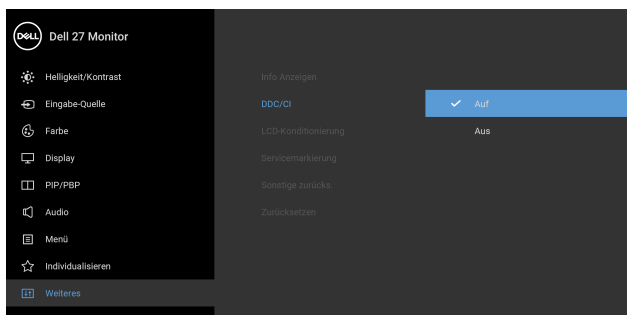 DELL Dell 27 Monitor
Helligkeit/Kontrast
Eingabe-Quelle
Farbe
Display
PIP/PBP
Audio
Menü
Individualisieren
Weiteres
Info Anzeigen
DDC/CI
LCD-Konditionierung
Servicemarkierung
Sonstige zurücks.
Zurücksetzen
Auf
Aus